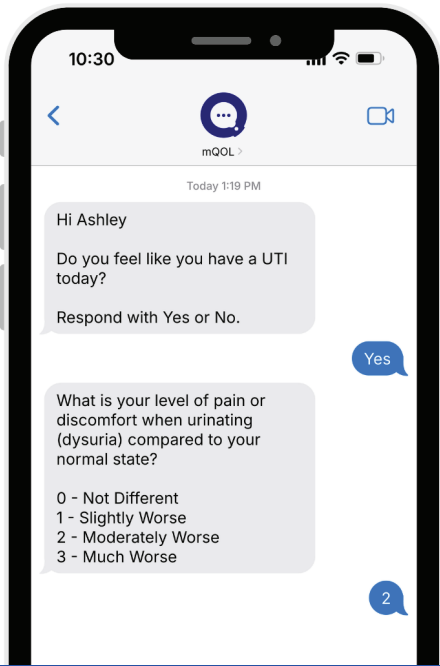 10:30
mQOL
Today 1:19 PM
Hi Ashley
Do you feel like you have a UTI
today?
Respond with Yes or No.
Yes
What is your level of pain or
discomfort when urinating
(dysuria) compared to your
normal state?
0 - Not Different
1 - Slightly Worse
2 - Moderately Worse
3 - Much Worse
2